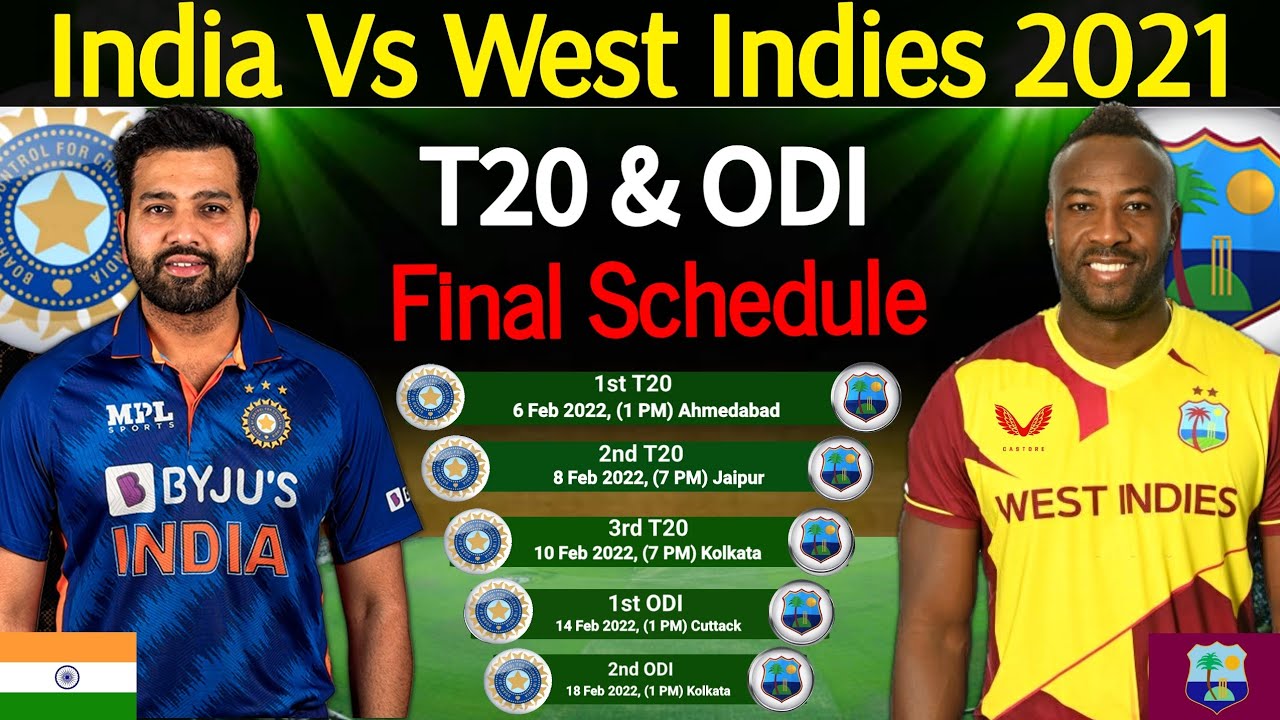 India Vs West Indies 2021
T20 & ODI
Final Schedule
1st T20
6 Feb 2022, (1 PM) Ahmedabad
2nd T20
8 Feb 2022, (7 PM) Jaipur
3rd T20
10 Feb 2022, (7 PM) Kolkata
1st ODI
14 Feb 2022, (1 PM) Cuttack
2nd ODI
18 Feb 2022, (1 PM) Kolkata
MPL
SPORTS
BYJU'S
INDIA
CASTORE
WEST INDIES